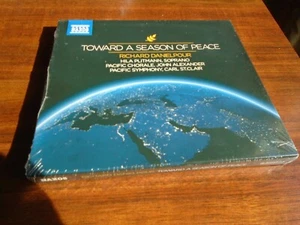 NAXOS
TOWARD A SEASON OF PEACE
RICHARD DANIELPOUR
HILA PLITMANN, SOPRANO
PACIFIC CHORALE, JOHN ALEXANDER
PACIFIC SYMPHONY, CARL ST.CLAIR